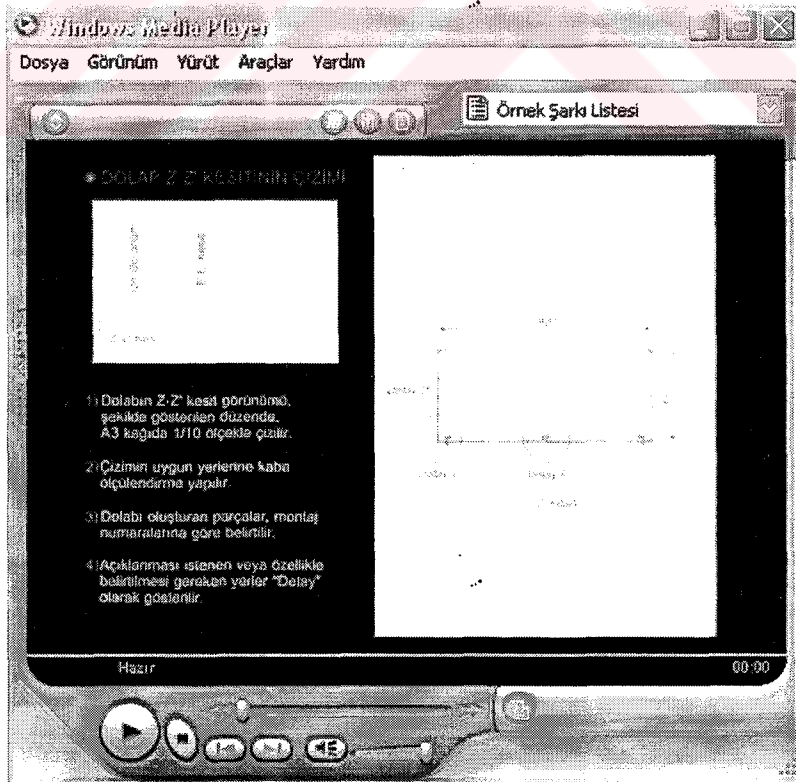 Windows Media Player
Dosya Görünüm Yürüt Araçlar Yardım
Örnek Şarkı Listesi
DOLAP Z-Z' KESİTİNİN ÇİZİMİ
1) Dolabın Z-Z' kesit görünümü,
şekilde gösterilen düzende,
A3 kağıda 1/10 ölçekle çizilir.
2) Çizimin uygun yerlerine kaba
ölçülendirme yapılır.
3) Dolabı oluşturan parçalar, montaj
numaralarına göre belirtilir.
4) Açıklanması istenen veya özellikle
belirtilmesi gereken yerler "Detay"
olarak gösterilir.
Hazır
00:00